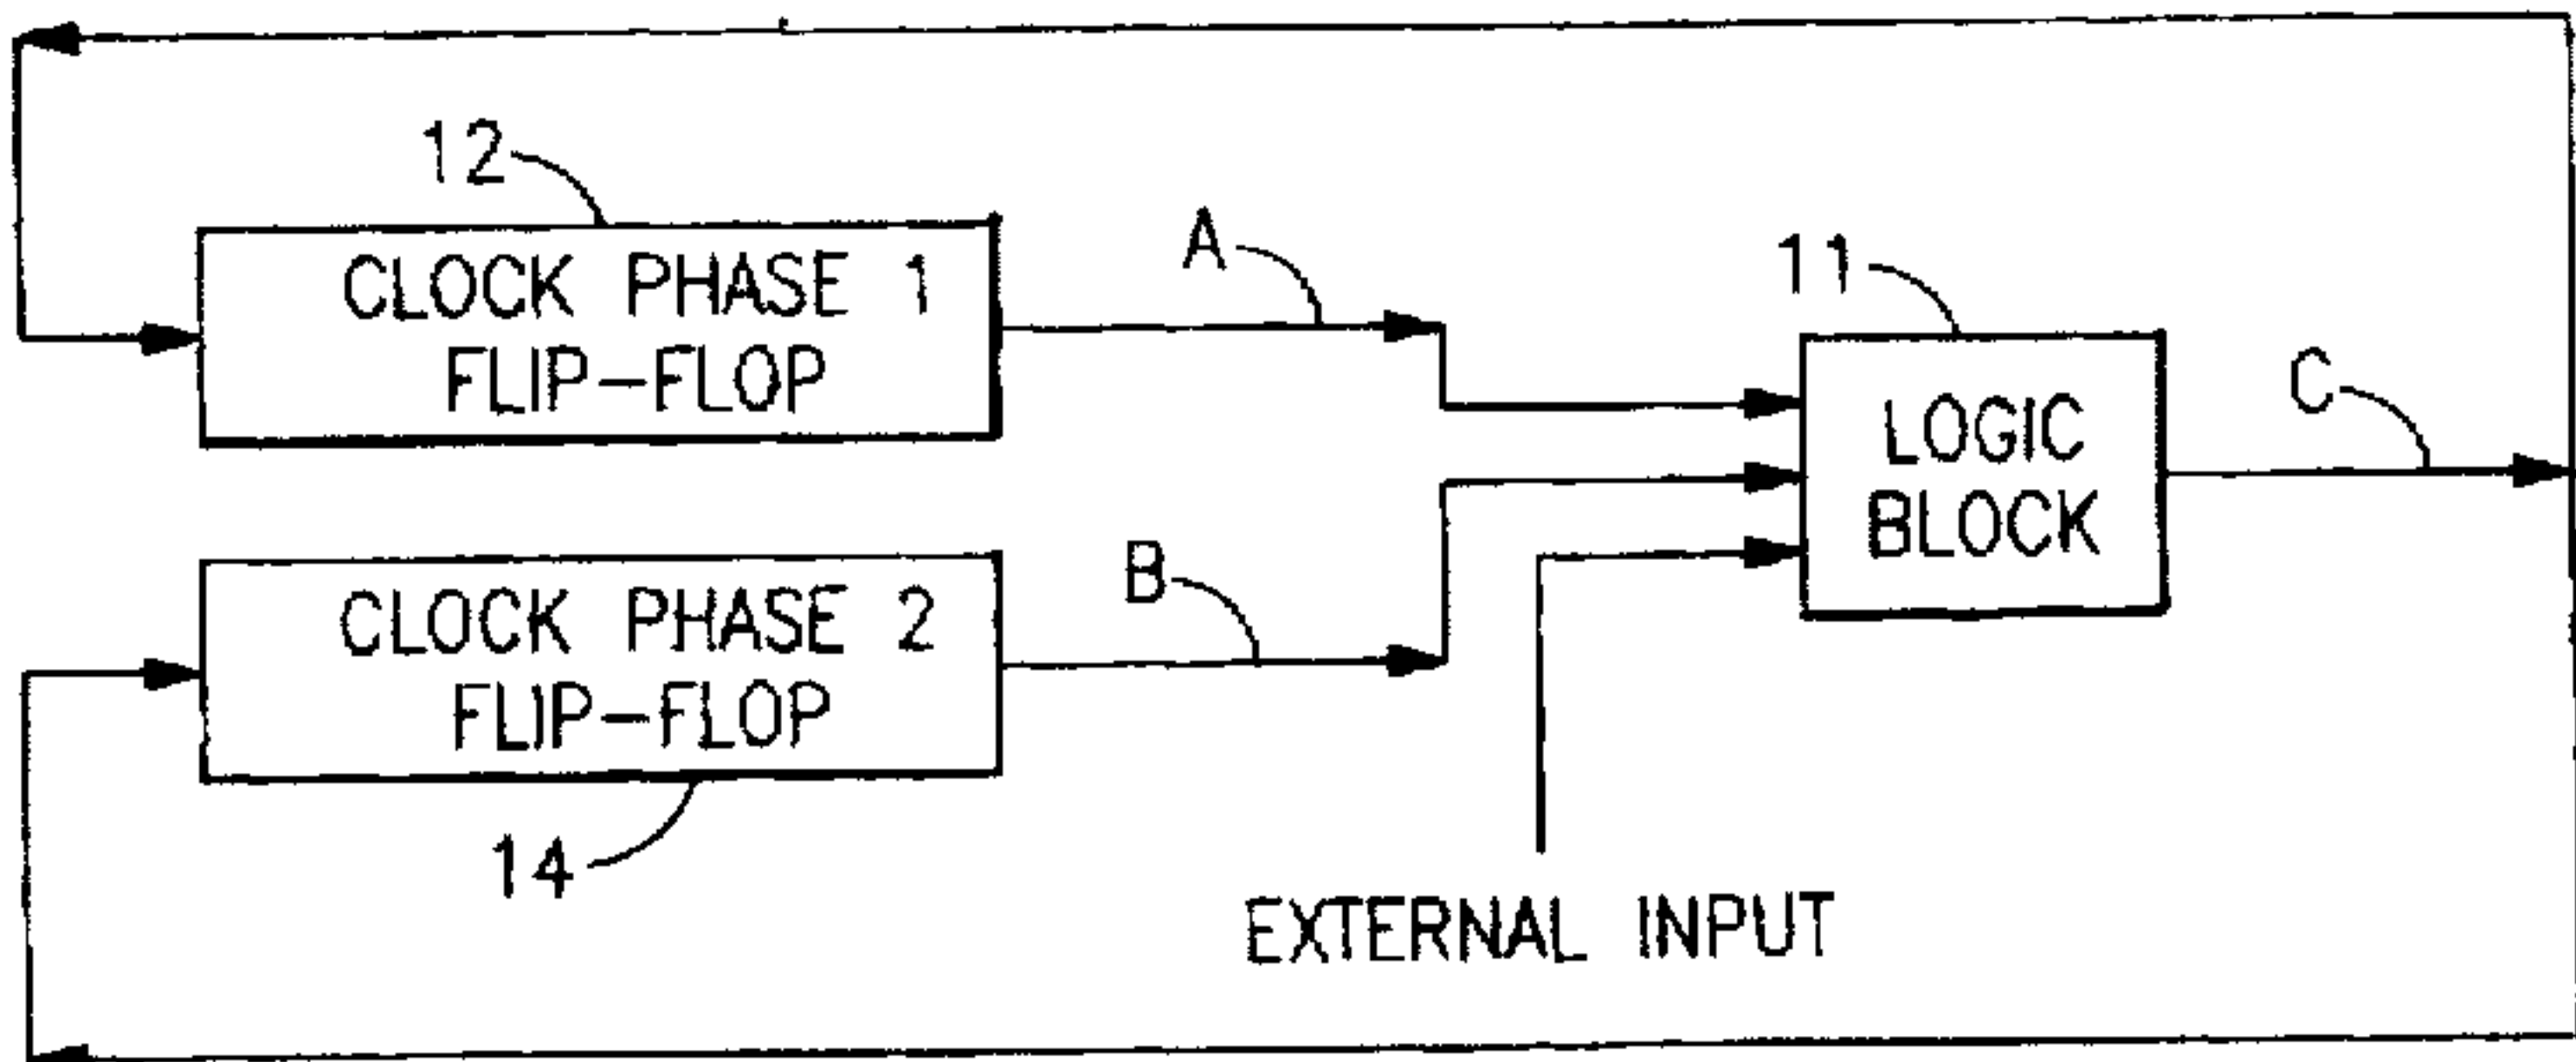 12
CLOCK PHASE 1
FLIP-FLOP
A
11
LOGIC
BLOCK
C
CLOCK PHASE 2
FLIP-FLOP
B
14
EXTERNAL INPUT